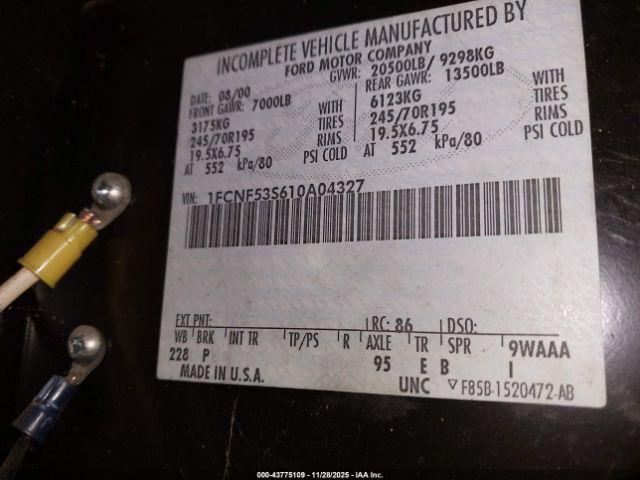 INCOMPLETE VEHICLE MANUFACTURED BY
FORD MOTOR COMPANY
DATE: 08/00 GVWR: 20500LB/ 9298KG
FRONT GAWR: 7000LB REAR GAWR: 13500LB
3175KG WITH 6123KG WITH
245/70R195 TIRES 245/70R195 TIRES
19.5X6.75 RIMS 19.5X6.75 RIMS
AT 552 kPa/80 PSI COLD AT 552 kPa/80 PSI COLD
VIN: 1FCNF53S610A04327
EXT PNT: RC: 86 DSO:
WB BRK INT TR TP/PS R AXLE TR SPR 9WAAA
228 P 95 E B I
MADE IN U.S.A. UNC ▽ F85B-1520472-AB
000-43775109 - 11/28/2025 - IAA Inc.